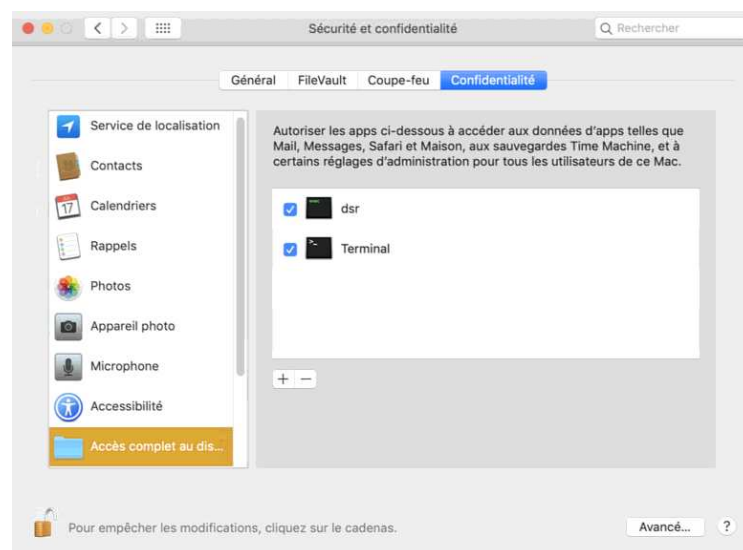 Sécurité et confidentialité
Rechercher
Général FileVault Coupe-feu Confidentialité
Service de localisation
Contacts
17
Calendriers
Rappels
Photos
Appareil photo
Microphone
Accessibilité
Accès complet au dis...
Autoriser les apps ci-dessous à accéder aux données d'apps telles que
Mail, Messages, Safari et Maison, aux sauvegardes Time Machine, et à
certains réglages d'administration pour tous les utilisateurs de ce Mac.
dsr
Terminal
+ −
Pour empêcher les modifications, cliquez sur le cadenas.
Avancé... ?